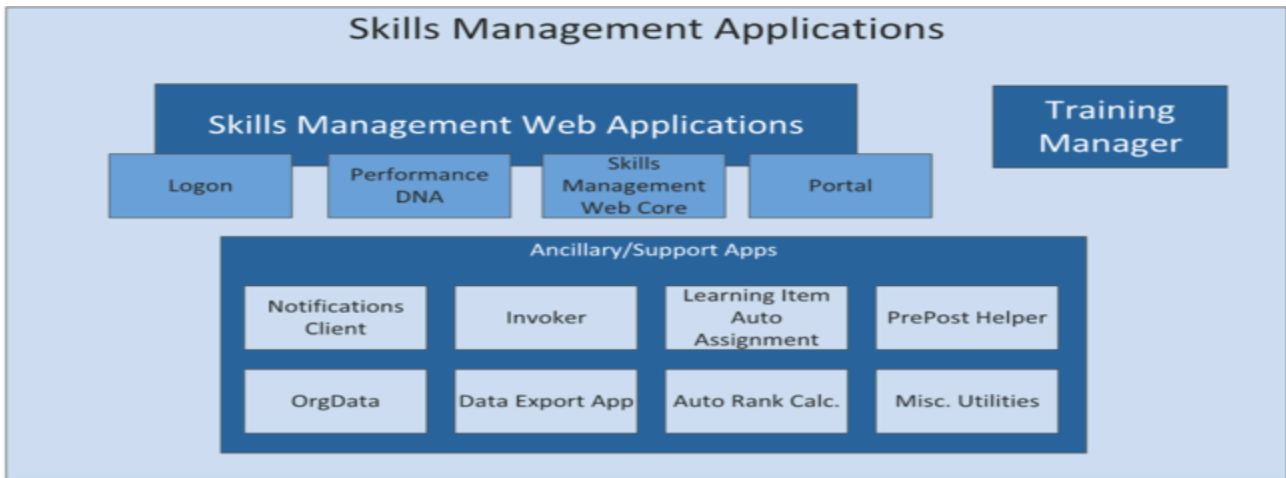 Skills Management Applications
Skills Management Web Applications
Training
Manager
Logon
Performance
DNA
Skills
Management
Web Core
Portal
Ancillary/Support Apps
Notifications
Client
Invoker
Learning Item
Auto
Assignment
PrePost Helper
OrgData
Data Export App
Auto Rank Calc.
Misc. Utilities